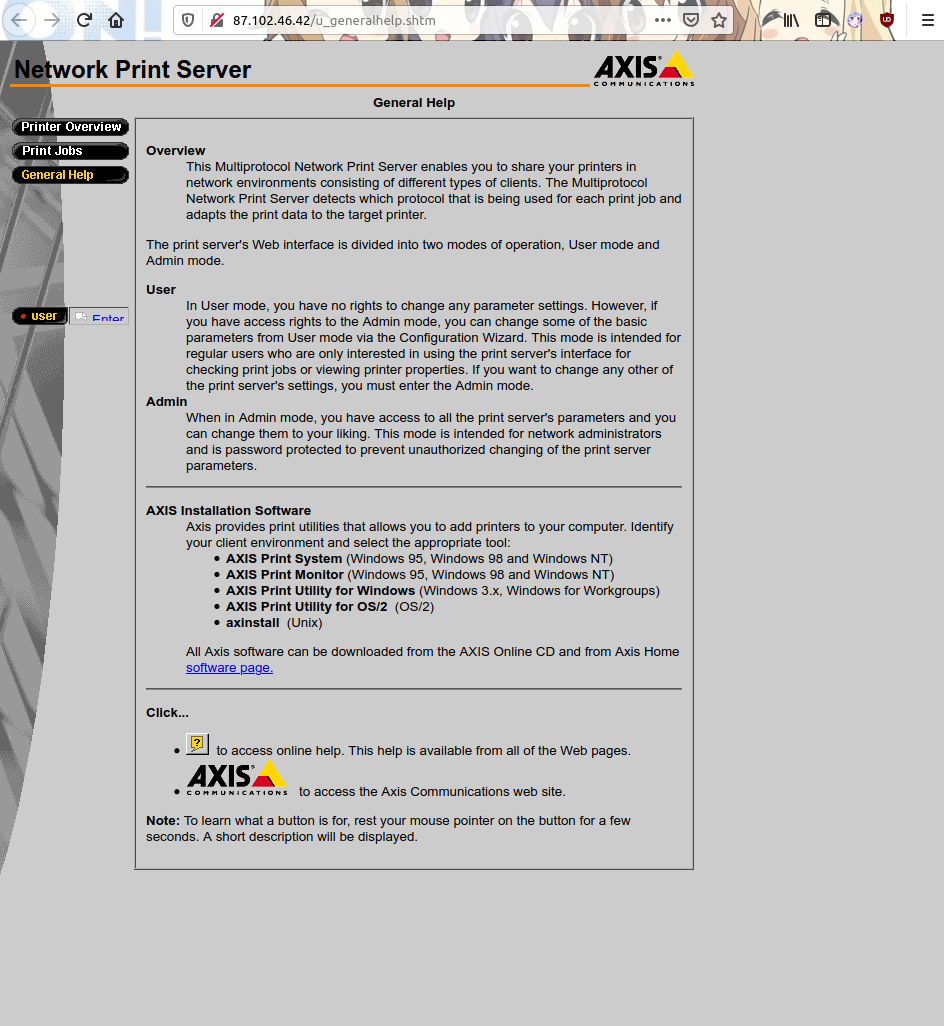 87.102.46.42/u_generalhelp.shtm
Network Print Server
AXIS
COMMUNICATIONS
General Help
Printer Overview
Print Jobs
General Help
user
Enter
Overview
This Multiprotocol Network Print Server enables you to share your printers in
network environments consisting of different types of clients. The Multiprotocol
Network Print Server detects which protocol that is being used for each print job and
adapts the print data to the target printer.
The print server's Web interface is divided into two modes of operation, User mode and
Admin mode.
User
In User mode, you have no rights to change any parameter settings. However, if
you have access rights to the Admin mode, you can change some of the basic
parameters from User mode via the Configuration Wizard. This mode is intended for
regular users who are only interested in using the print server's interface for
checking print jobs or viewing printer properties. If you want to change any other of
the print server's settings, you must enter the Admin mode.
Admin
When in Admin mode, you have access to all the print server's parameters and you
can change them to your liking. This mode is intended for network administrators
and is password protected to prevent unauthorized changing of the print server
parameters.
AXIS Installation Software
Axis provides print utilities that allows you to add printers to your computer. Identify
your client environment and select the appropriate tool:
• AXIS Print System (Windows 95, Windows 98 and Windows NT)
• AXIS Print Monitor (Windows 95, Windows 98 and Windows NT)
• AXIS Print Utility for Windows (Windows 3.x, Windows for Workgroups)
• AXIS Print Utility for OS/2 (OS/2)
• axinstall (Unix)
All Axis software can be downloaded from the AXIS Online CD and from Axis Home
software page.
Click...
• ? to access online help. This help is available from all of the Web pages.
• AXIS COMMUNICATIONS to access the Axis Communications web site.
Note: To learn what a button is for, rest your mouse pointer on the button for a few
seconds. A short description will be displayed.